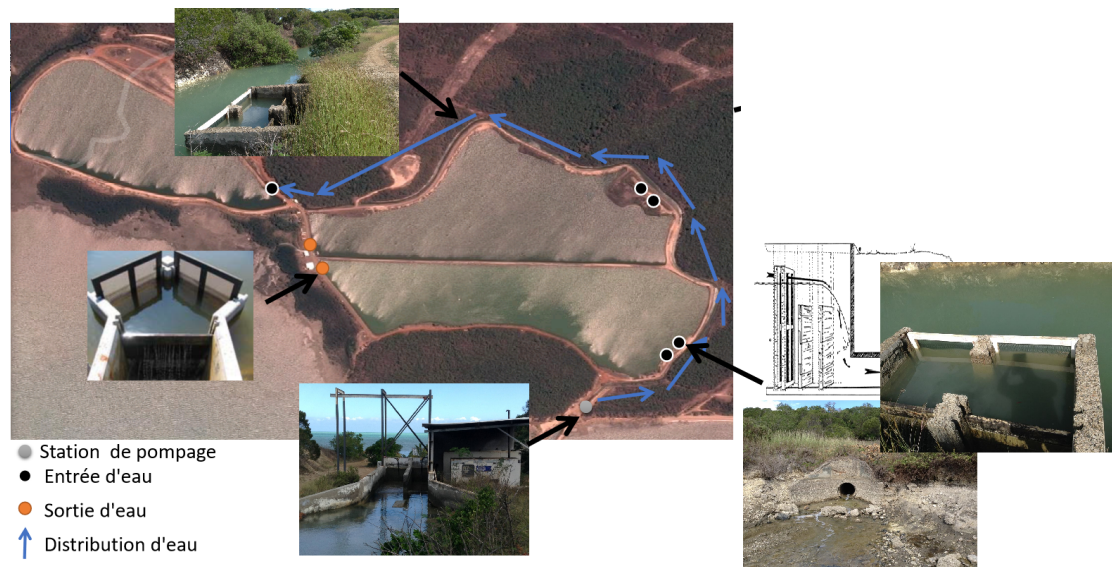 Station de pompage
Entrée d'eau
Sortie d'eau
Distribution d'eau